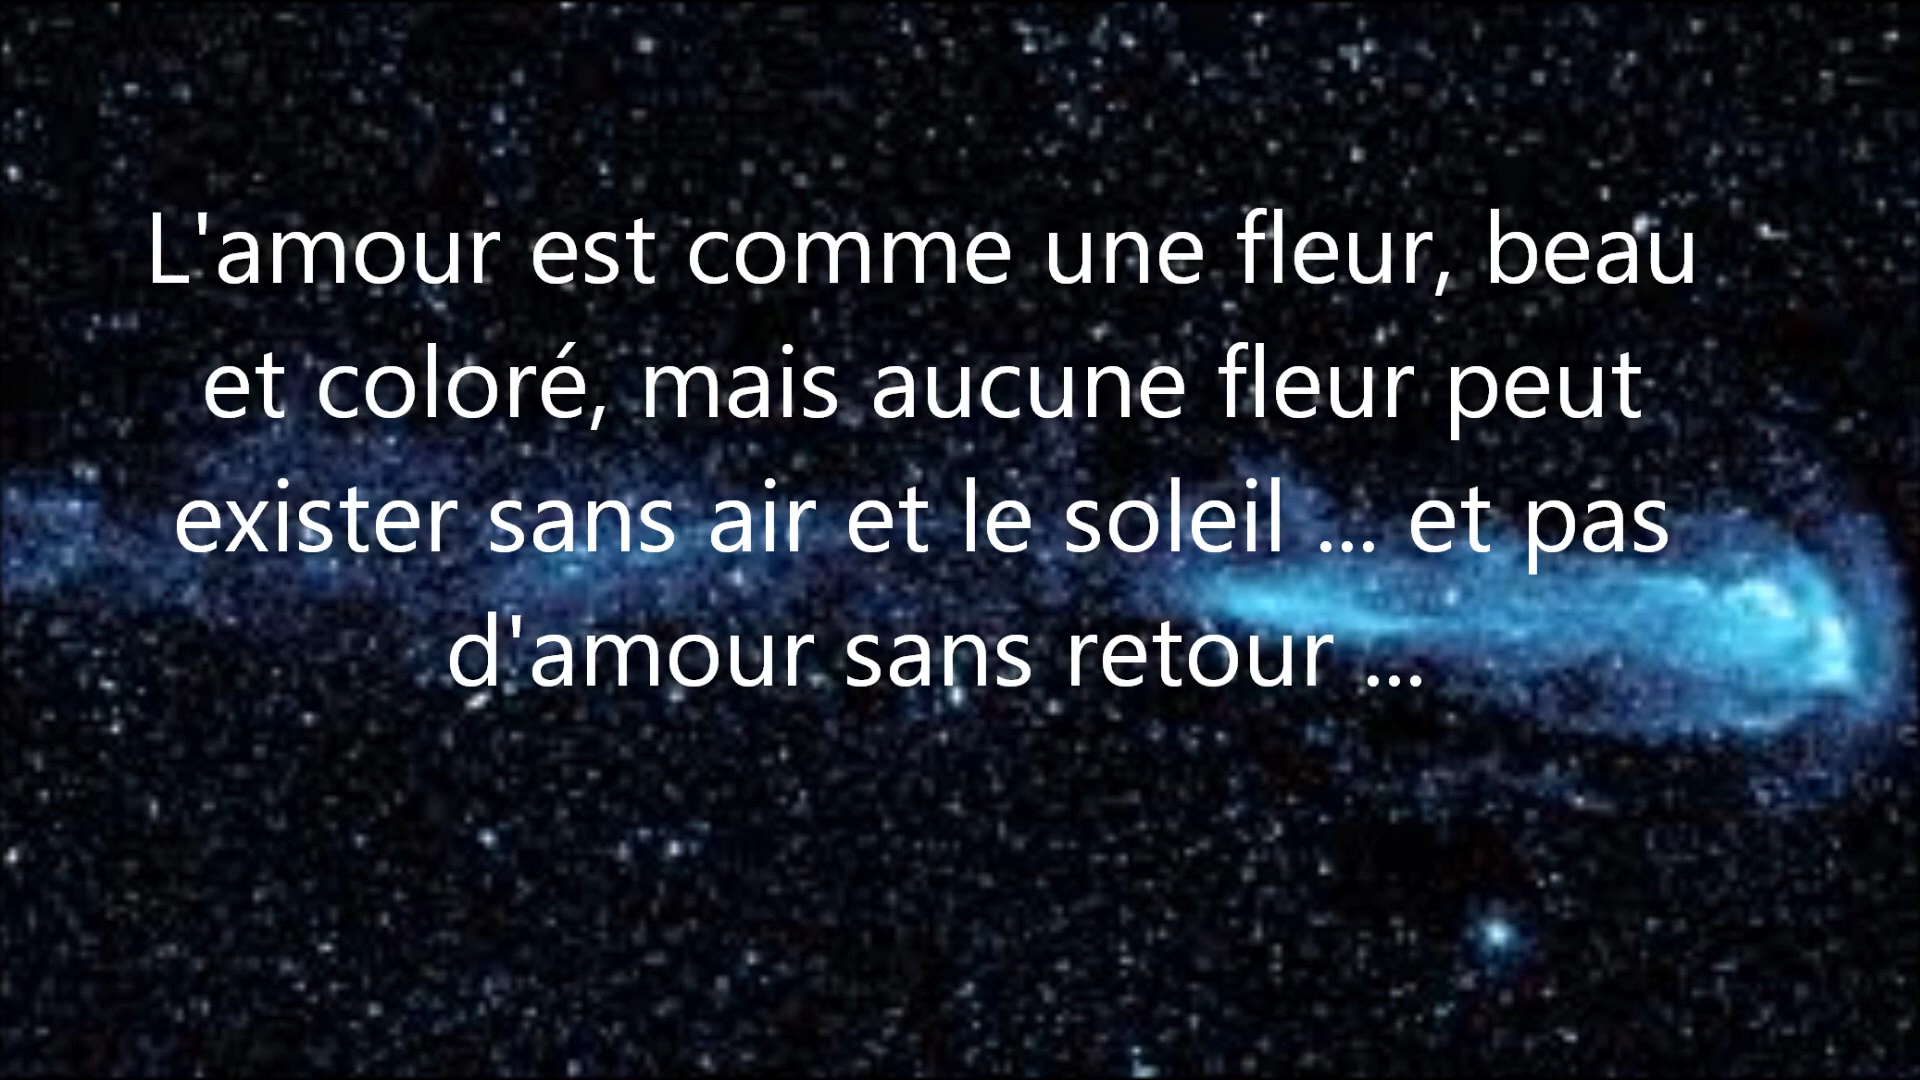 L'amour est comme une fleur, beau
et coloré, mais aucune fleur peut
exister sans air et le soleil ... et pas
d'amour sans retour ...